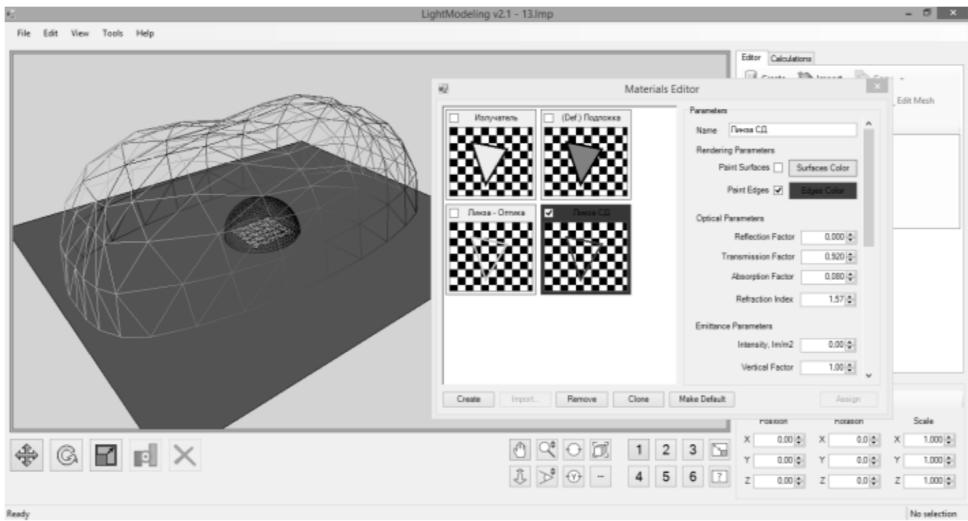 LightModeling v2.1 - 13.lmp
File Edit View Tools Help
Editor Calculations
Create Import
Edit Mesh
Materials Editor
Излучатель
(Def.) Подложка
Линза - Оптика
Линза СД
Parameters
Name Линза СД
Rendering Parameters
Paint Surfaces Surfaces Color
Paint Edges Edges Color
Optical Parameters
Reflection Factor 0,000
Transmission Factor 0,920
Absorption Factor 0,080
Refraction Index 1,57
Emittance Parameters
Intensity, lm/m2 0,00
Vertical Factor 1,00
Create Import... Remove Clone Make Default Assign
Position Rotation Scale
X 0,00 X 0,0 X 1,000
Y 0,00 Y 0,0 Y 1,000
Z 0,00 Z 0,0 Z 1,000
1 2 3
4 5 6 ?
Ready
No selection